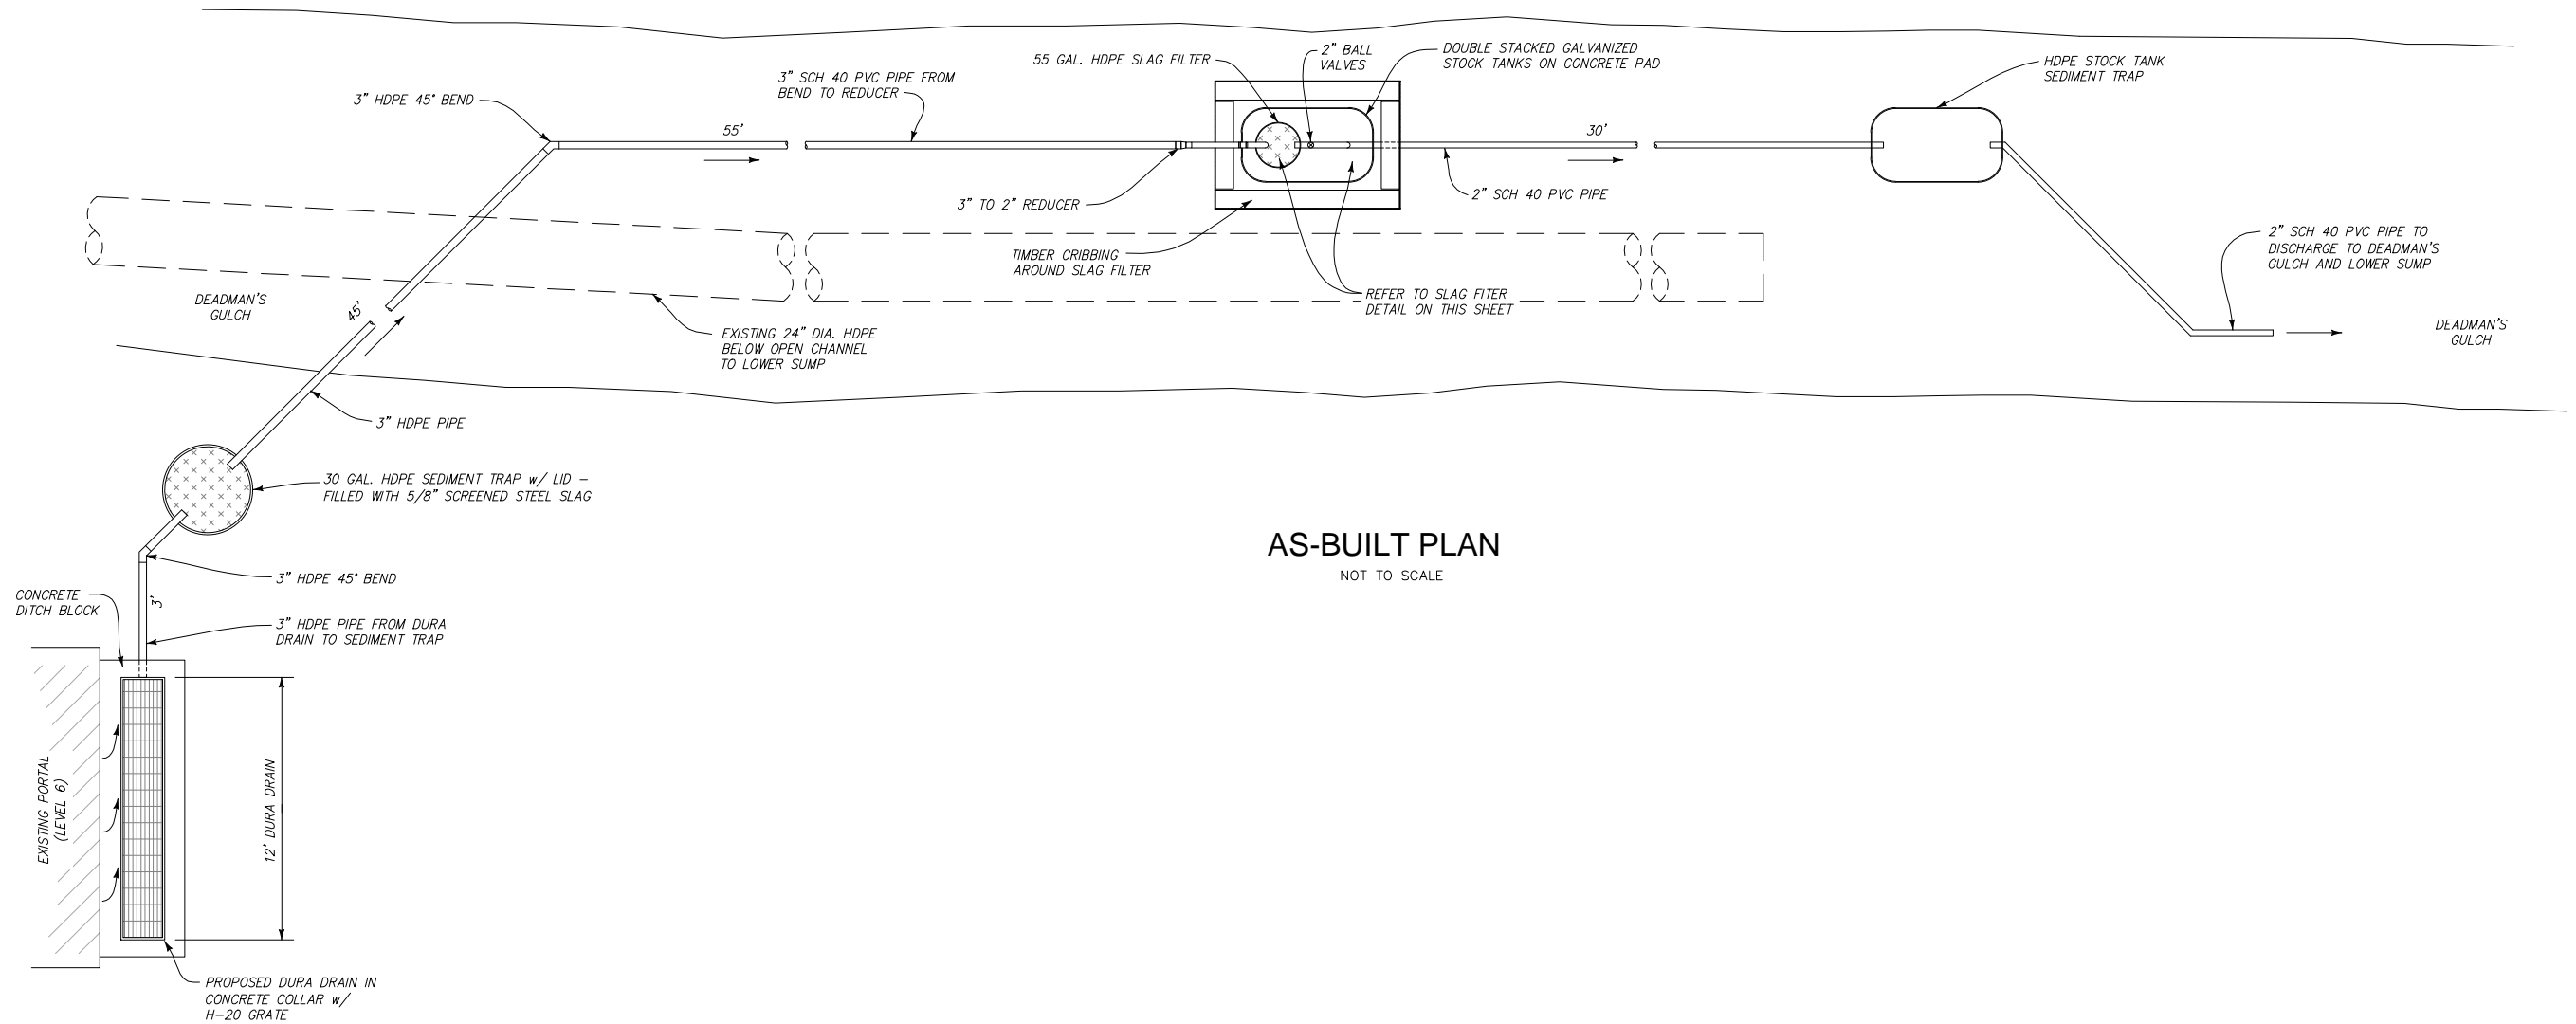 55 GAL. HDPE SLAG FILTER
2" BALL
VALVES
DOUBLE STACKED GALVANIZED
STOCK TANKS ON CONCRETE PAD
HDPE STOCK TANK
SEDIMENT TRAP
3" SCH 40 PVC PIPE FROM
BEND TO REDUCER
3" HDPE 45° BEND
55'
30'
3" TO 2" REDUCER
2" SCH 40 PVC PIPE
TIMBER CRIBBING
AROUND SLAG FILTER
2" SCH 40 PVC PIPE TO
DISCHARGE TO DEADMAN'S
GULCH AND LOWER SUMP
DEADMAN'S
GULCH
45'
REFER TO SLAG FITER
DETAIL ON THIS SHEET
EXISTING 24" DIA. HDPE
BELOW OPEN CHANNEL
TO LOWER SUMP
DEADMAN'S
GULCH
3" HDPE PIPE
30 GAL. HDPE SEDIMENT TRAP w/ LID –
FILLED WITH 5/8" SCREENED STEEL SLAG
AS-BUILT PLAN
NOT TO SCALE
3" HDPE 45° BEND
CONCRETE
DITCH BLOCK
3'
3" HDPE PIPE FROM DURA
DRAIN TO SEDIMENT TRAP
EXISTING PORTAL
(LEVEL 6)
12' DURA DRAIN
PROPOSED DURA DRAIN IN
CONCRETE COLLAR w/
H-20 GRATE